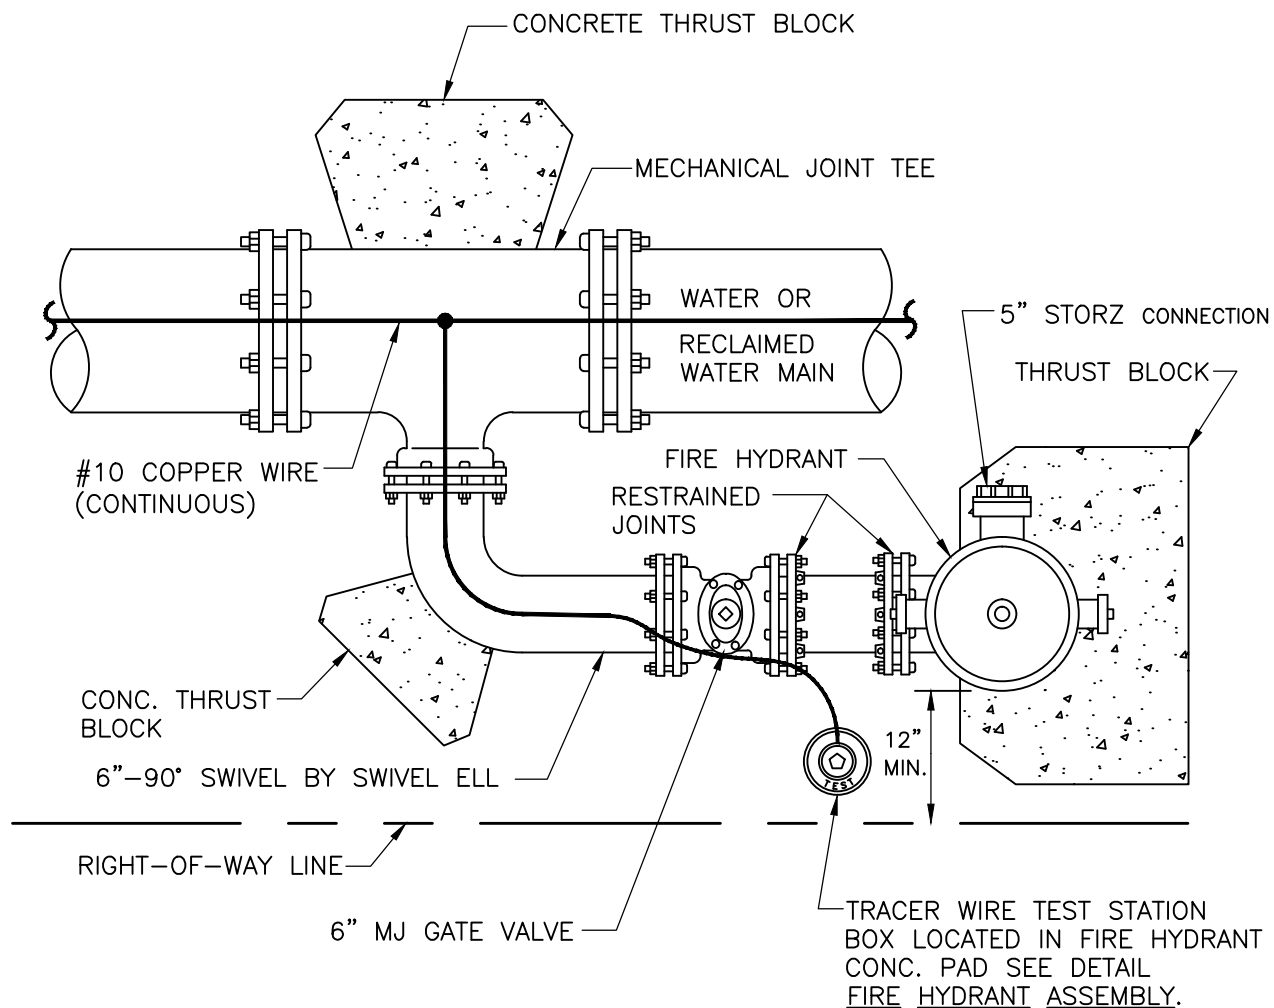 CONCRETE THRUST BLOCK
MECHANICAL JOINT TEE
WATER OR
RECLAIMED
WATER MAIN
5” STORZ CONNECTION
THRUST BLOCK
#10 COPPER WIRE
(CONTINUOUS)
FIRE HYDRANT
RESTRAINED
JOINTS
CONC. THRUST
BLOCK
12”
MIN.
6”-90° SWIVEL BY SWIVEL ELL
TEST
RIGHT-OF-WAY LINE
6” MJ GATE VALVE
TRACER WIRE TEST STATION
BOX LOCATED IN FIRE HYDRANT
CONC. PAD SEE DETAIL
FIRE HYDRANT ASSEMBLY.